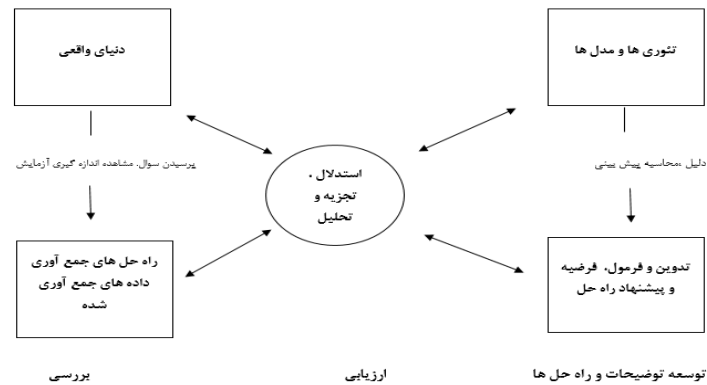 تئوری ها و مدل ها
دنیای واقعی
دلیل ،محاسبه پیش بینی
پرسیدن سوال. مشاهده اندازه گیری آزمایش
استدلال .
تجزیه و
تحلیل
تدوین و فرمول. فرضیه
و پیشنهاد راه حل
راه حل های جمع آوری
داده های جمع آوری
شده
توسعه توضیحات و راه حل ها
ارزیابی
بررسی